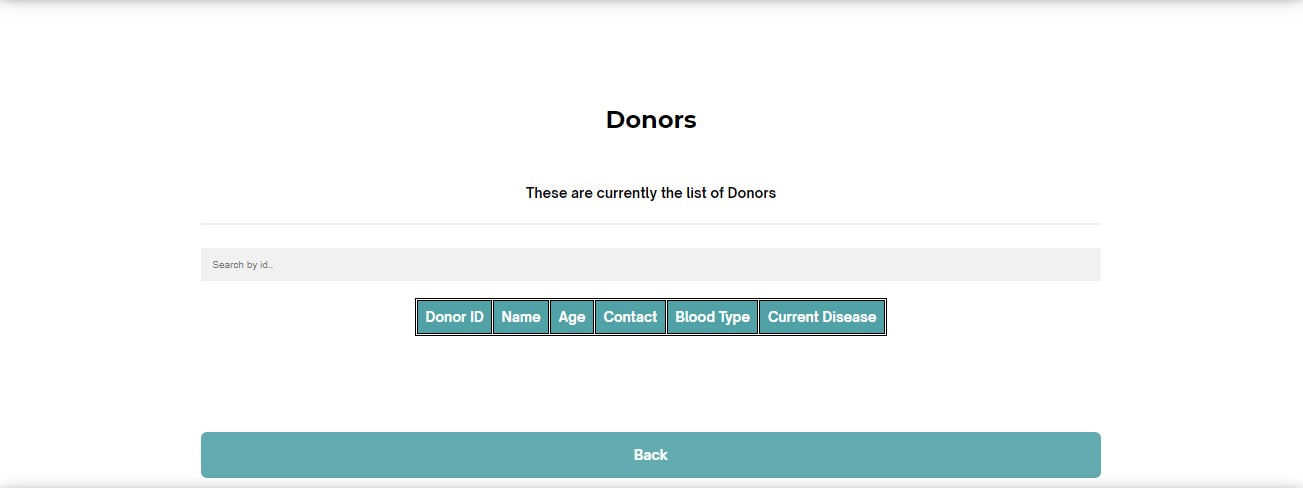 Donors
These are currently the list of Donors
Search by id..
Donor ID Name Age Contact Blood Type Current Disease
Back